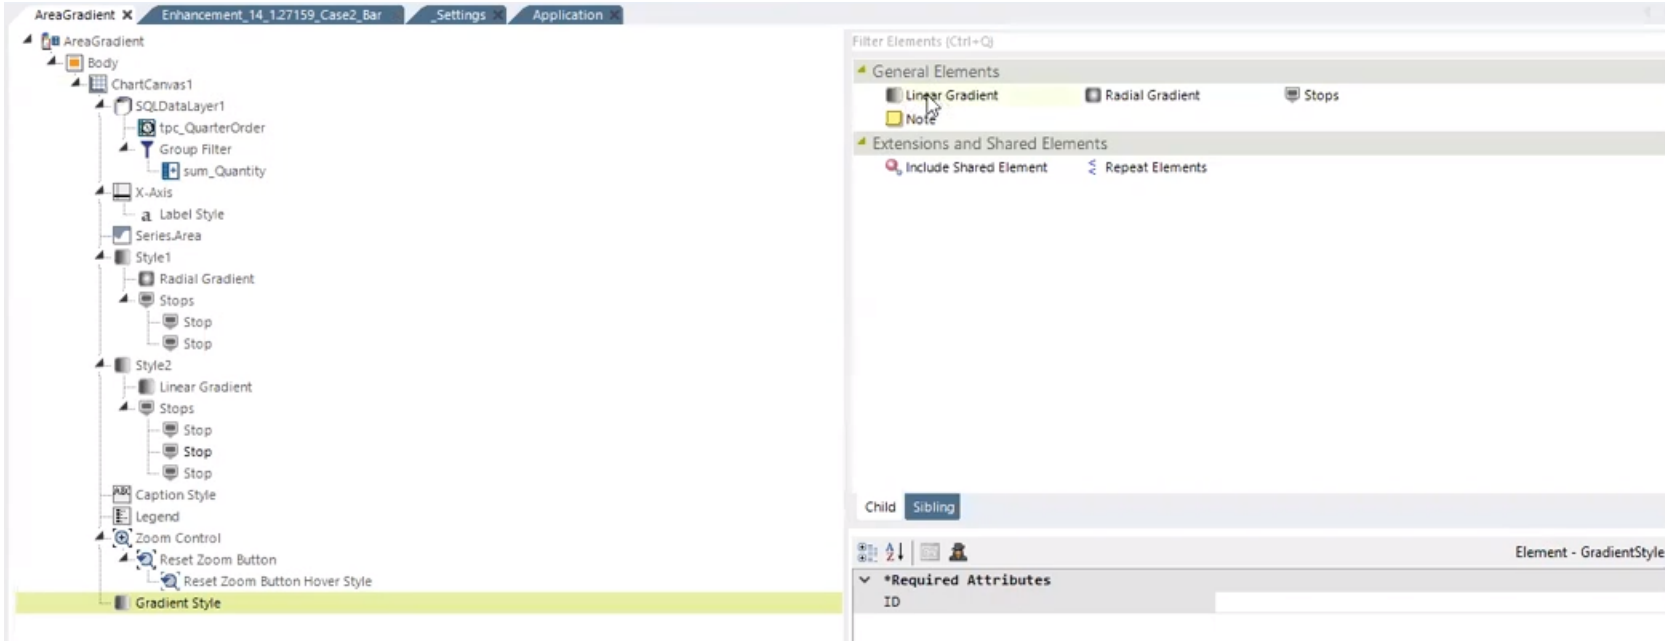 AreaGradient Enhancement_14_1.27159_Case2_Bar _Settings Application
AreaGradient
Body
ChartCanvas1
SQLDataLayer1
tpc_QuarterOrder
Group Filter
sum_Quantity
X-Axis
a Label Style
Series.Area
Style1
Radial Gradient
Stops
Stop
Stop
Style2
Linear Gradient
Stops
Stop
Stop
Stop
ABC Caption Style
Legend
Zoom Control
Reset Zoom Button
Reset Zoom Button Hover Style
Gradient Style
Filter Elements (Ctrl+Q)
General Elements
Linear Gradient Radial Gradient Stops
Note
Extensions and Shared Elements
Include Shared Element Repeat Elements
Child Sibling
Element - GradientStyle
*Required Attributes
ID